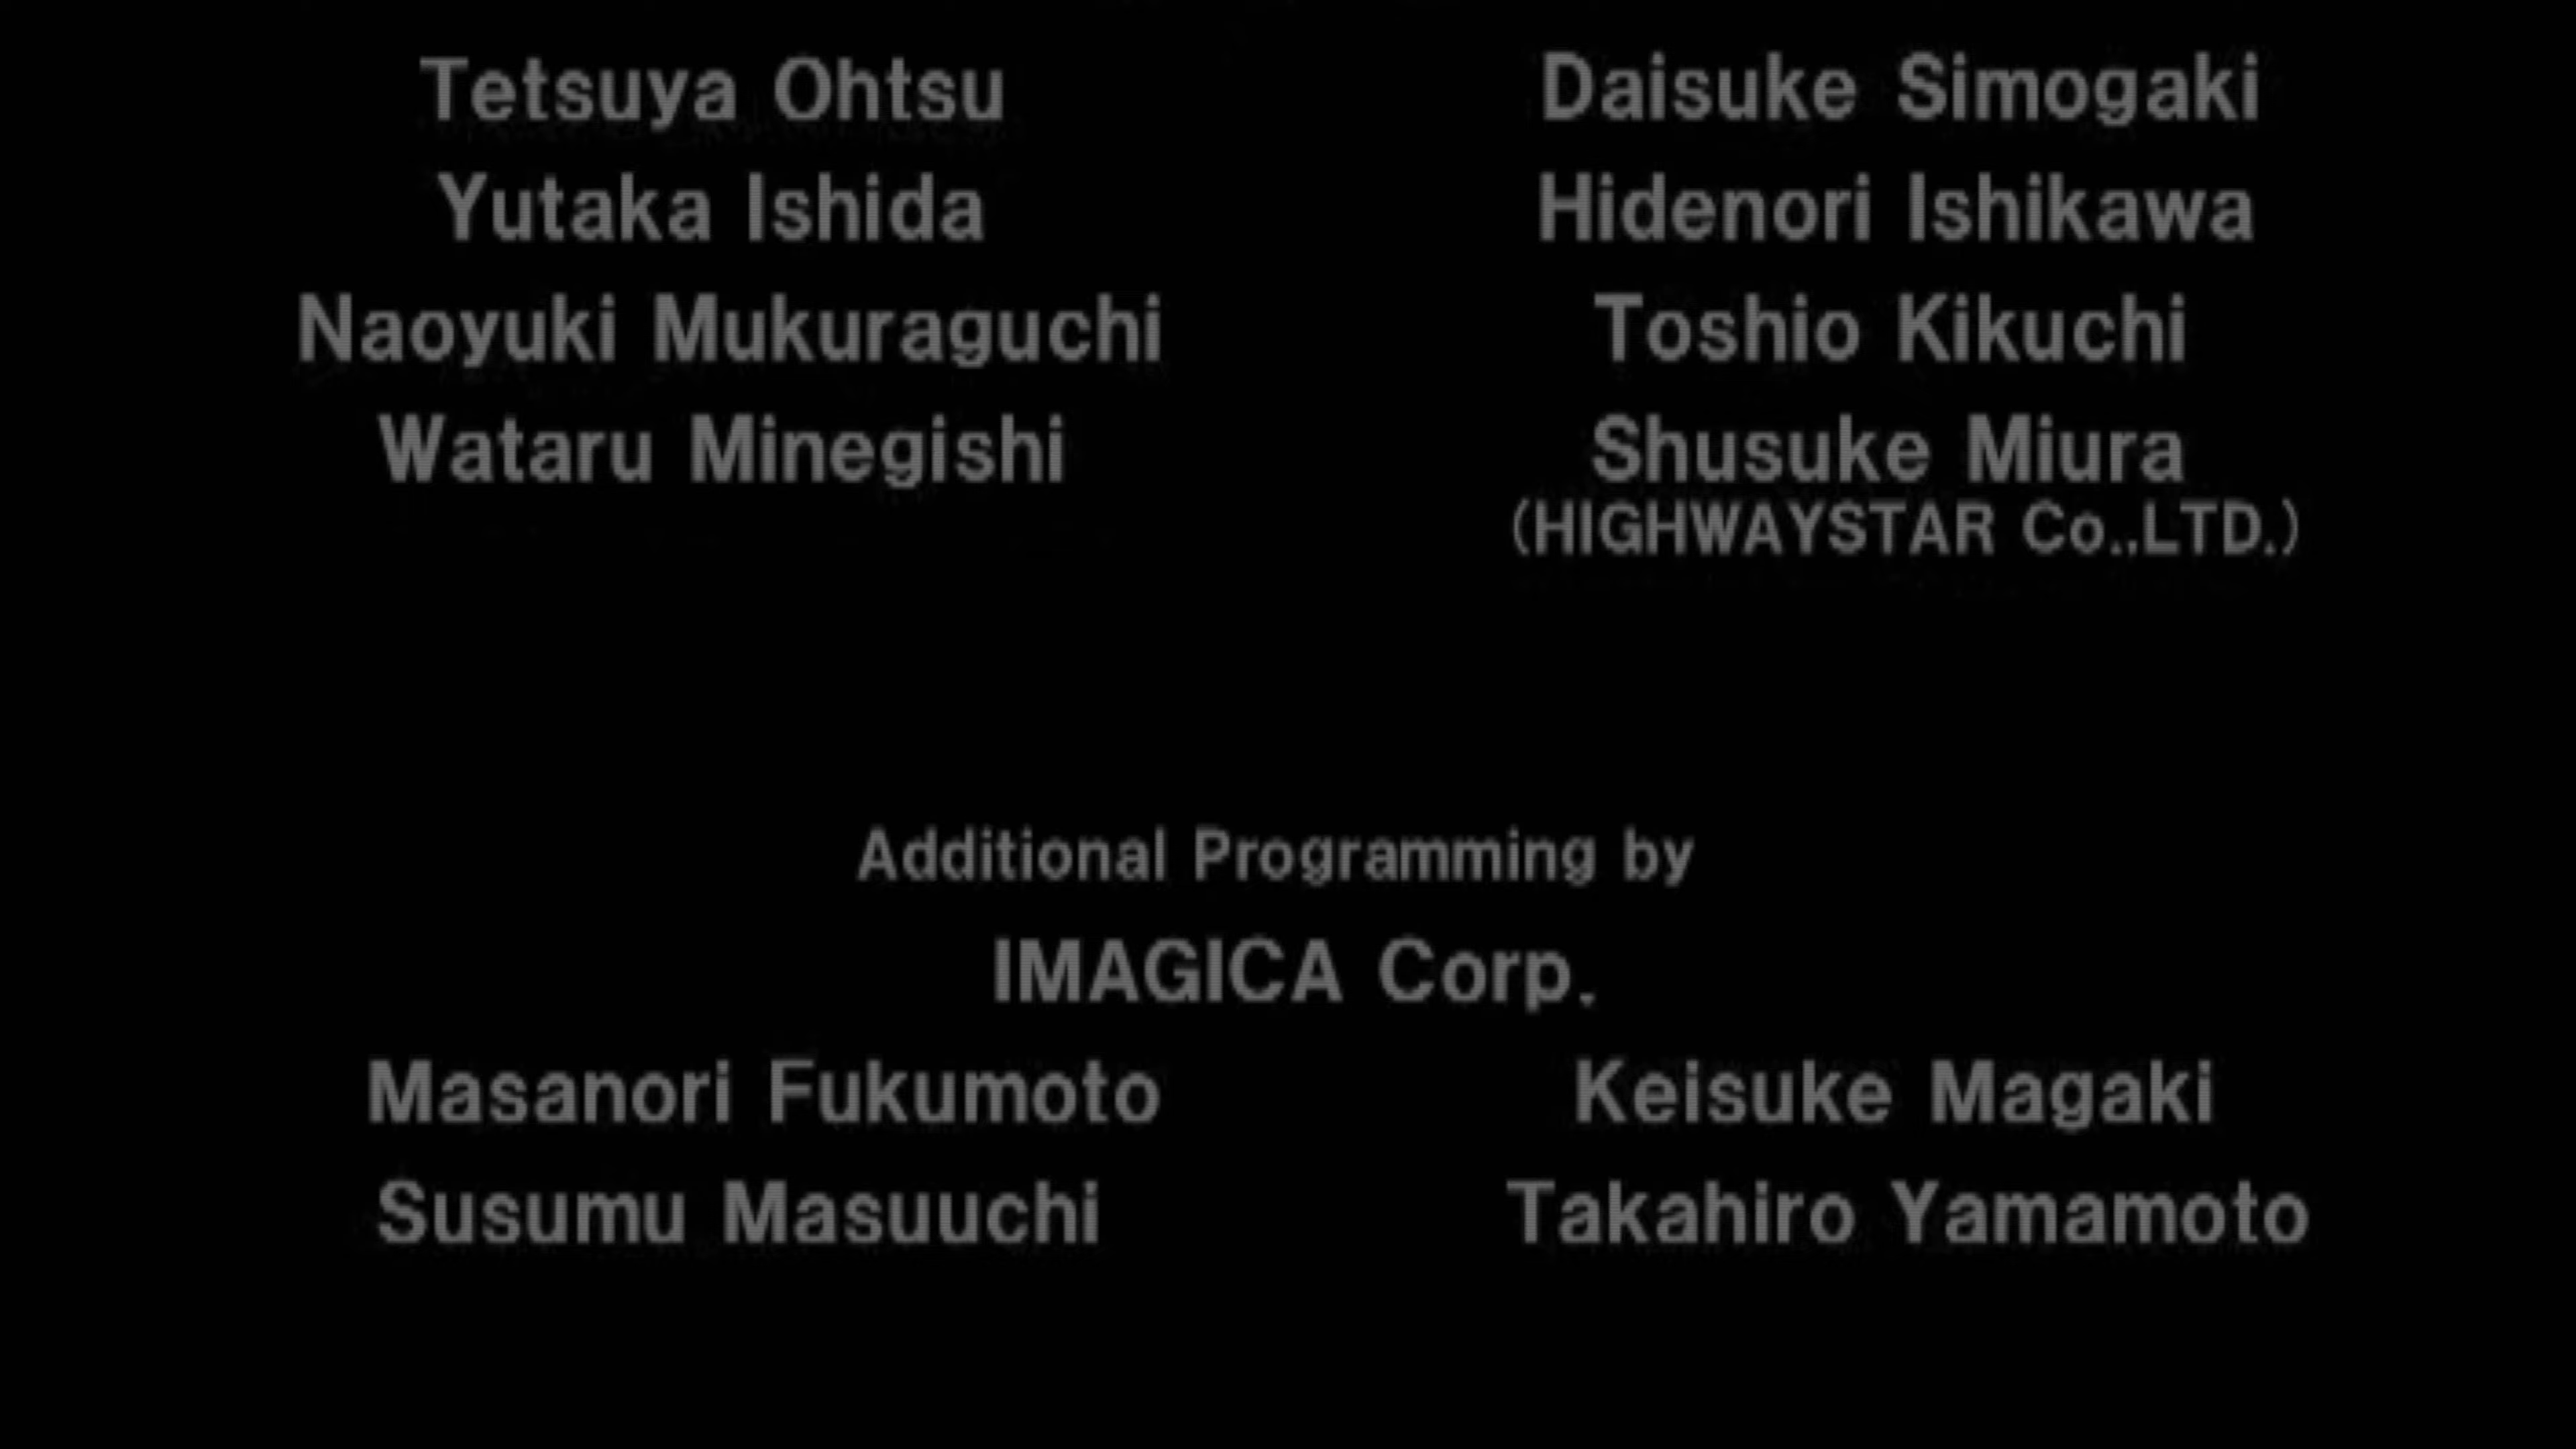 Tetsuya Ohtsu Daisuke Simogaki
Yutaka Ishida Hidenori Ishikawa
Naoyuki Mukuraguchi Toshio Kikuchi
Wataru Minegishi Shusuke Miura
(HIGHWAYSTAR Co.,LTD.)
Additional Programming by
IMAGICA Corp.
Masanori Fukumoto Keisuke Magaki
Susumu Masuuchi Takahiro Yamamoto